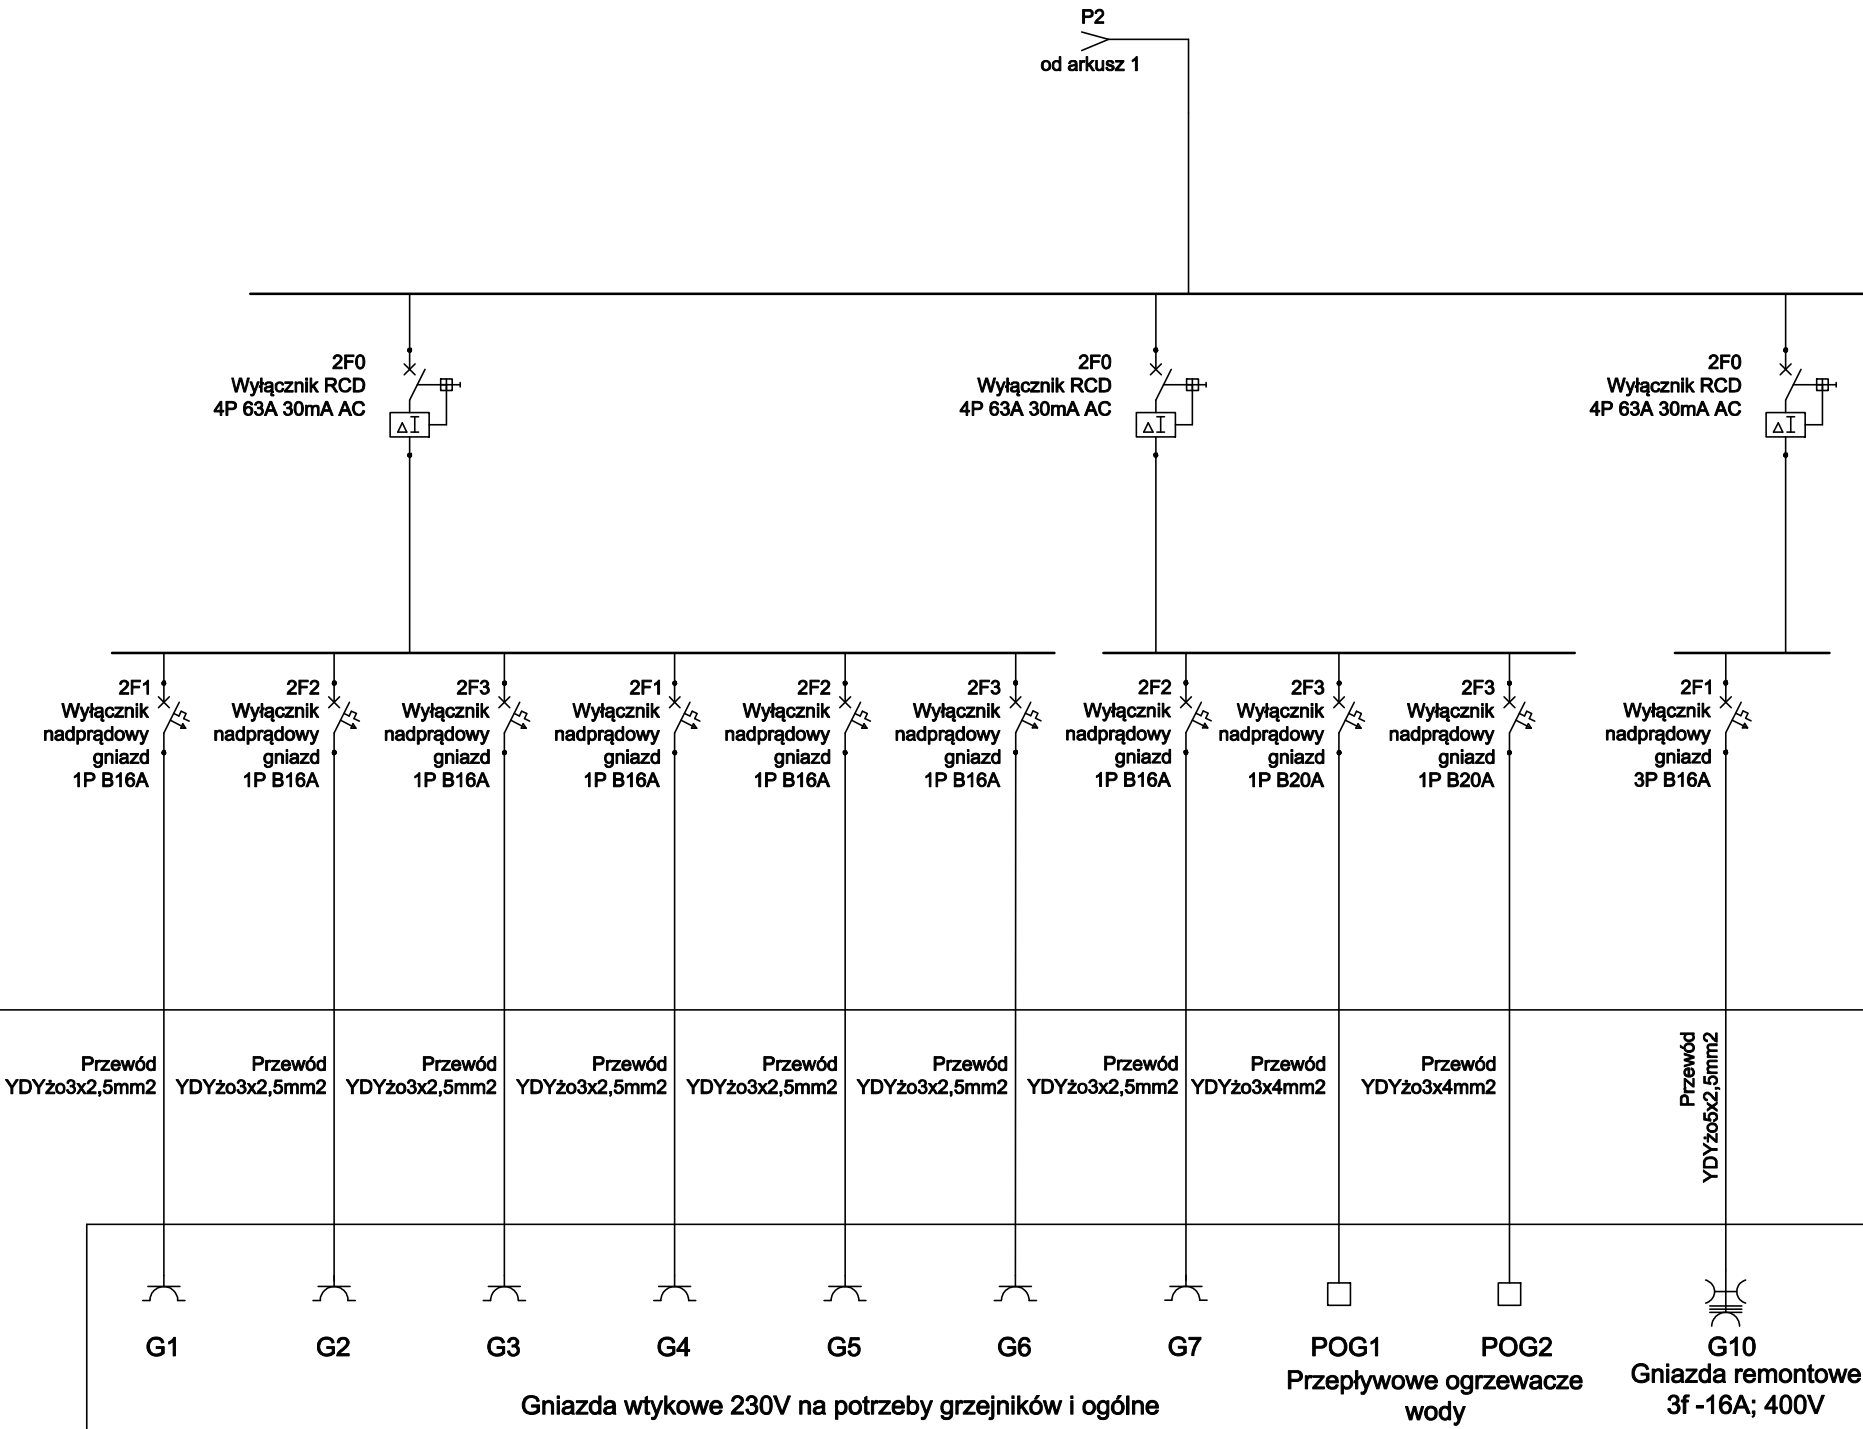 P2
od arkusz 1
2F0
Wyłącznik RCD
4P 63A 30mA AC
2F0
Wyłącznik RCD
4P 63A 30mA AC
2F0
Wyłącznik RCD
4P 63A 30mA AC
2F1
Wyłącznik
nadprądowy
gniazd
1P B16A
2F2
Wyłącznik
nadprądowy
gniazd
1P B16A
2F3
Wyłącznik
nadprądowy
gniazd
1P B16A
2F1
Wyłącznik
nadprądowy
gniazd
1P B16A
2F2
Wyłącznik
nadprądowy
gniazd
1P B16A
2F3
Wyłącznik
nadprądowy
gniazd
1P B16A
2F2
Wyłącznik
nadprądowy
gniazd
1P B16A
2F3
Wyłącznik
nadprądowy
gniazd
1P B20A
2F3
Wyłącznik
nadprądowy
gniazd
1P B20A
2F1
Wyłącznik
nadprądowy
gniazd
3P B16A
Przewód
YDYżo3x2,5mm2
Przewód
YDYżo3x2,5mm2
Przewód
YDYżo3x2,5mm2
Przewód
YDYżo3x2,5mm2
Przewód
YDYżo3x2,5mm2
Przewód
YDYżo3x2,5mm2
Przewód
YDYżo3x2,5mm2
Przewód
YDYżo3x4mm2
Przewód
YDYżo3x4mm2
Przewód
YDYżo5x2,5mm2
G1
G2
G3
G4
G5
G6
G7
POG1
POG2
G10
Gniazda wtykowe 230V na potrzeby grzejników i ogólne
Przepływowe ogrzewacze
wody
Gniazda remontowe
3f -16A; 400V
ΔI
ΔI
ΔI